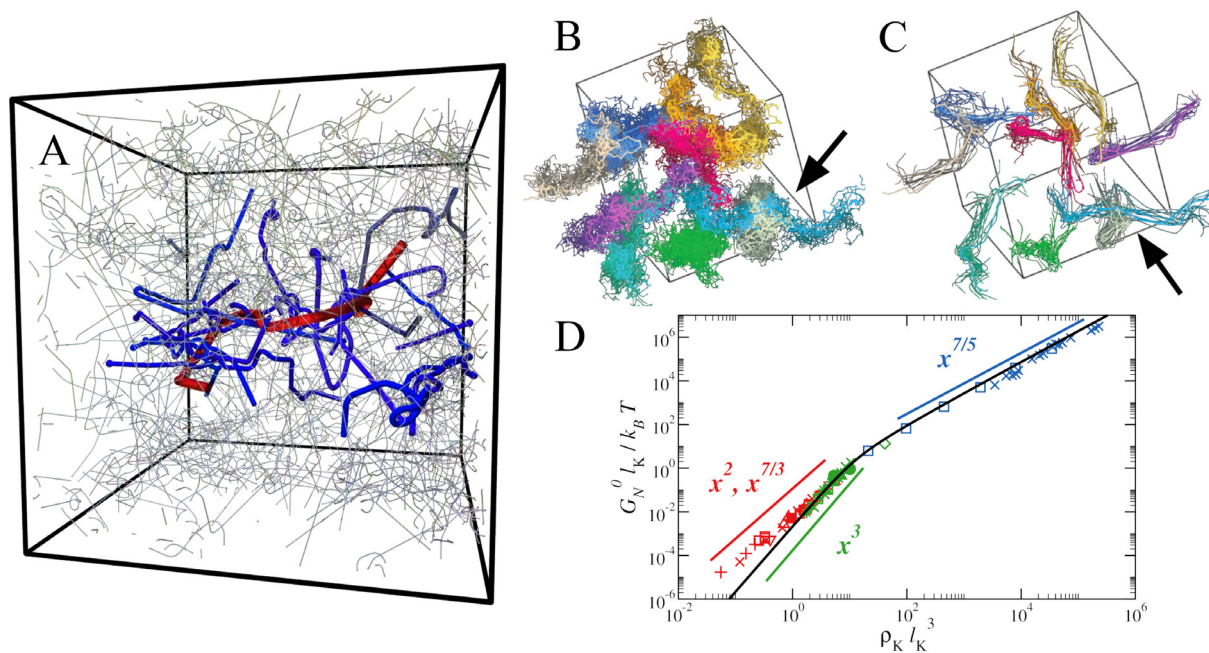 A
B
C
D
G_N^0 l_K / k_B T
10^6
10^4
10^2
10^0
10^-2
10^-4
10^-6
x^7/5
x^2, x^7/3
x^3
10^-2 10^0 10^2 10^4 10^6
ρ_K l_K^3